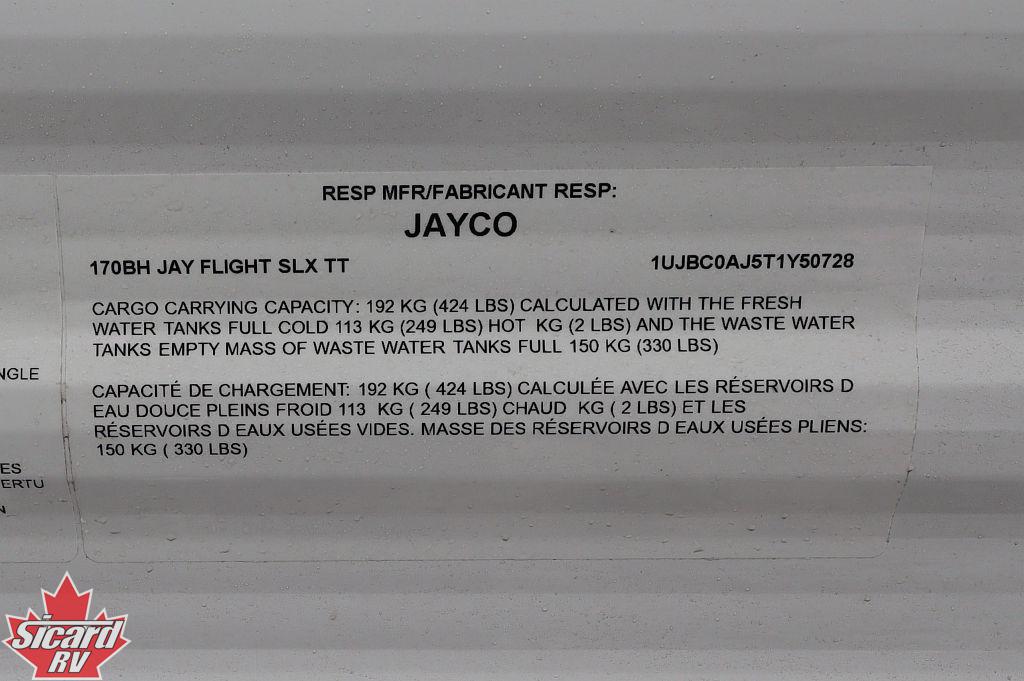 RESP MFR/FABRICANT RESP:
JAYCO
170BH JAY FLIGHT SLX TT 1UJBC0AJ5T1Y50728
CARGO CARRYING CAPACITY: 192 KG (424 LBS) CALCULATED WITH THE FRESH
WATER TANKS FULL COLD 113 KG (249 LBS) HOT KG (2 LBS) AND THE WASTE WATER
TANKS EMPTY MASS OF WASTE WATER TANKS FULL 150 KG (330 LBS)
CAPACITÉ DE CHARGEMENT: 192 KG ( 424 LBS) CALCULÉE AVEC LES RÉSERVOIRS D
EAU DOUCE PLEINS FROID 113 KG ( 249 LBS) CHAUD KG ( 2 LBS) ET LES
RÉSERVOIRS D EAUX USÉES VIDES. MASSE DES RÉSERVOIRS D EAUX USÉES PLIENS:
150 KG ( 330 LBS)
NGLE
ES
ERTU
N
Sicard
RV